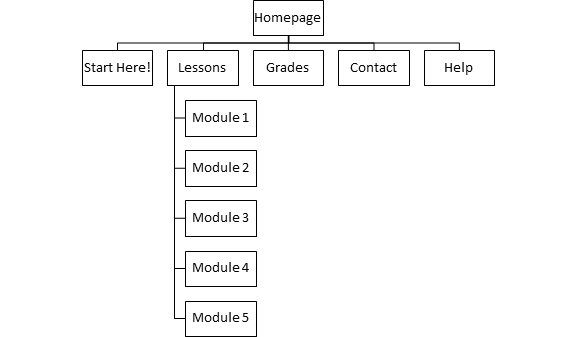 Homepage
Start Here!
Lessons
Grades
Contact
Help
Module 1
Module 2
Module 3
Module 4
Module 5